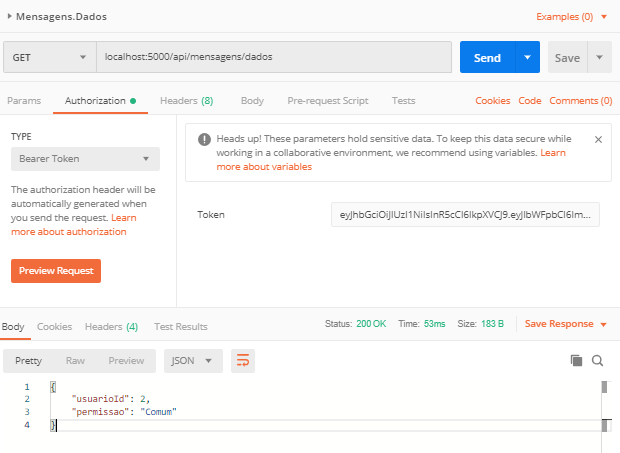 Mensagens.Dados
Examples (0)
GET
localhost:5000/api/mensagens/dados
Send
Save
Params
Authorization
Headers (8)
Body
Pre-request Script
Tests
Cookies
Code
Comments (0)
TYPE
Bearer Token
The authorization header will be
automatically generated when
you send the request. Learn
more about authorization
Preview Request
Heads up! These parameters hold sensitive data. To keep this data secure while
working in a collaborative environment, we recommend using variables. Learn
more about variables
Token
eyJhbGciOiJIUzI1NiIsInR5cCI6IkpXVCJ9.eyJlbWFpbCI6Im...
Body
Cookies
Headers (4)
Test Results
Status: 200 OK
Time: 53ms
Size: 183 B
Save Response
Pretty
Raw
Preview
JSON
1 {
2 "usuarioId": 2,
3 "permissao": "Comum"
4 }